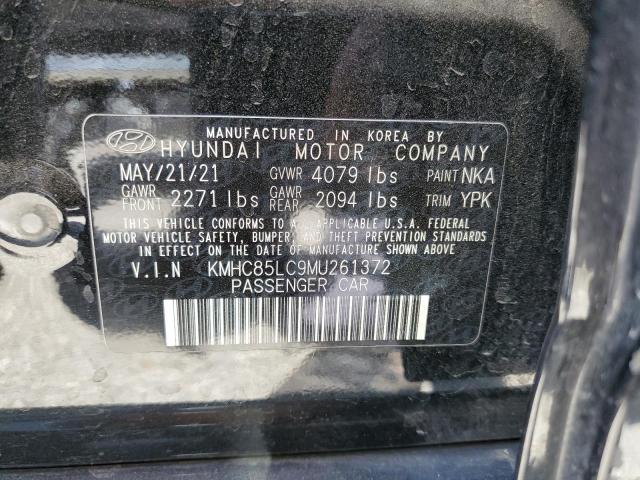 MANUFACTURED IN KOREA BY
HYUNDAI MOTOR COMPANY
MAY/21/21 GVWR 4079 lbs PAINT NKA
GAWR FRONT 2271 lbs GAWR REAR 2094 lbs TRIM YPK
THIS VEHICLE CONFORMS TO ALL APPLICABLE U.S.A. FEDERAL
MOTOR VEHICLE SAFETY, BUMPER, AND THEFT PREVENTION STANDARDS
IN EFFECT ON THE DATE OF MANUFACTURE SHOWN ABOVE.
V.I.N KMHC85LC9MU261372
PASSENGER CAR